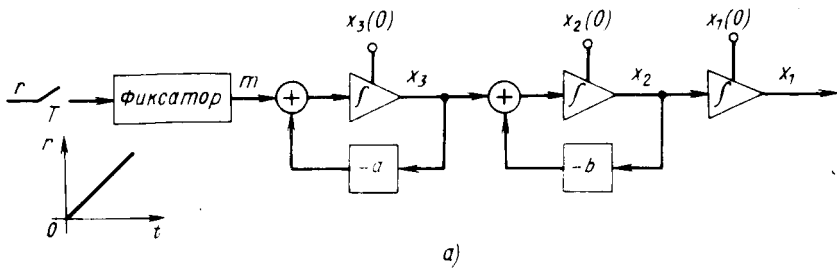 x₃(0) x₂(0) x₁(0)
r T Фиксатор m + ∫ x₃ + ∫ x₂ ∫ x₁
-a -b
r
0 t
а)